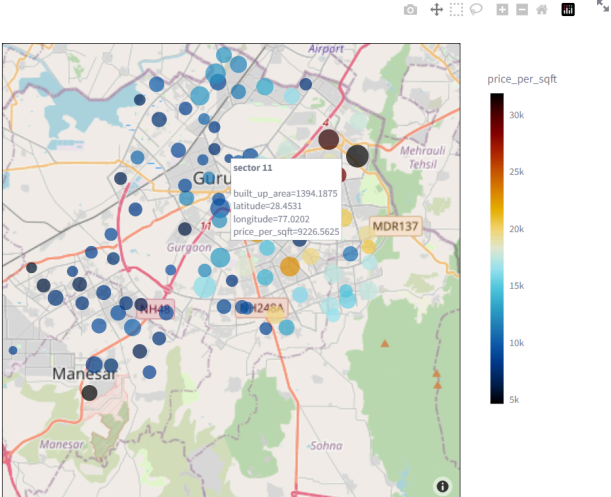 Airport
price_per_sqft
30k
25k
20k
15k
10k
5k
Mehrauli
Tehsil
sector 11
Guru
built_up_area=1394.1875
latitude=28.4531
longitude=77.0202
price_per_sqft=9226.5625
MDR137
Gurgaon
NH48
H248A
Manesar
Manesar
Sohna